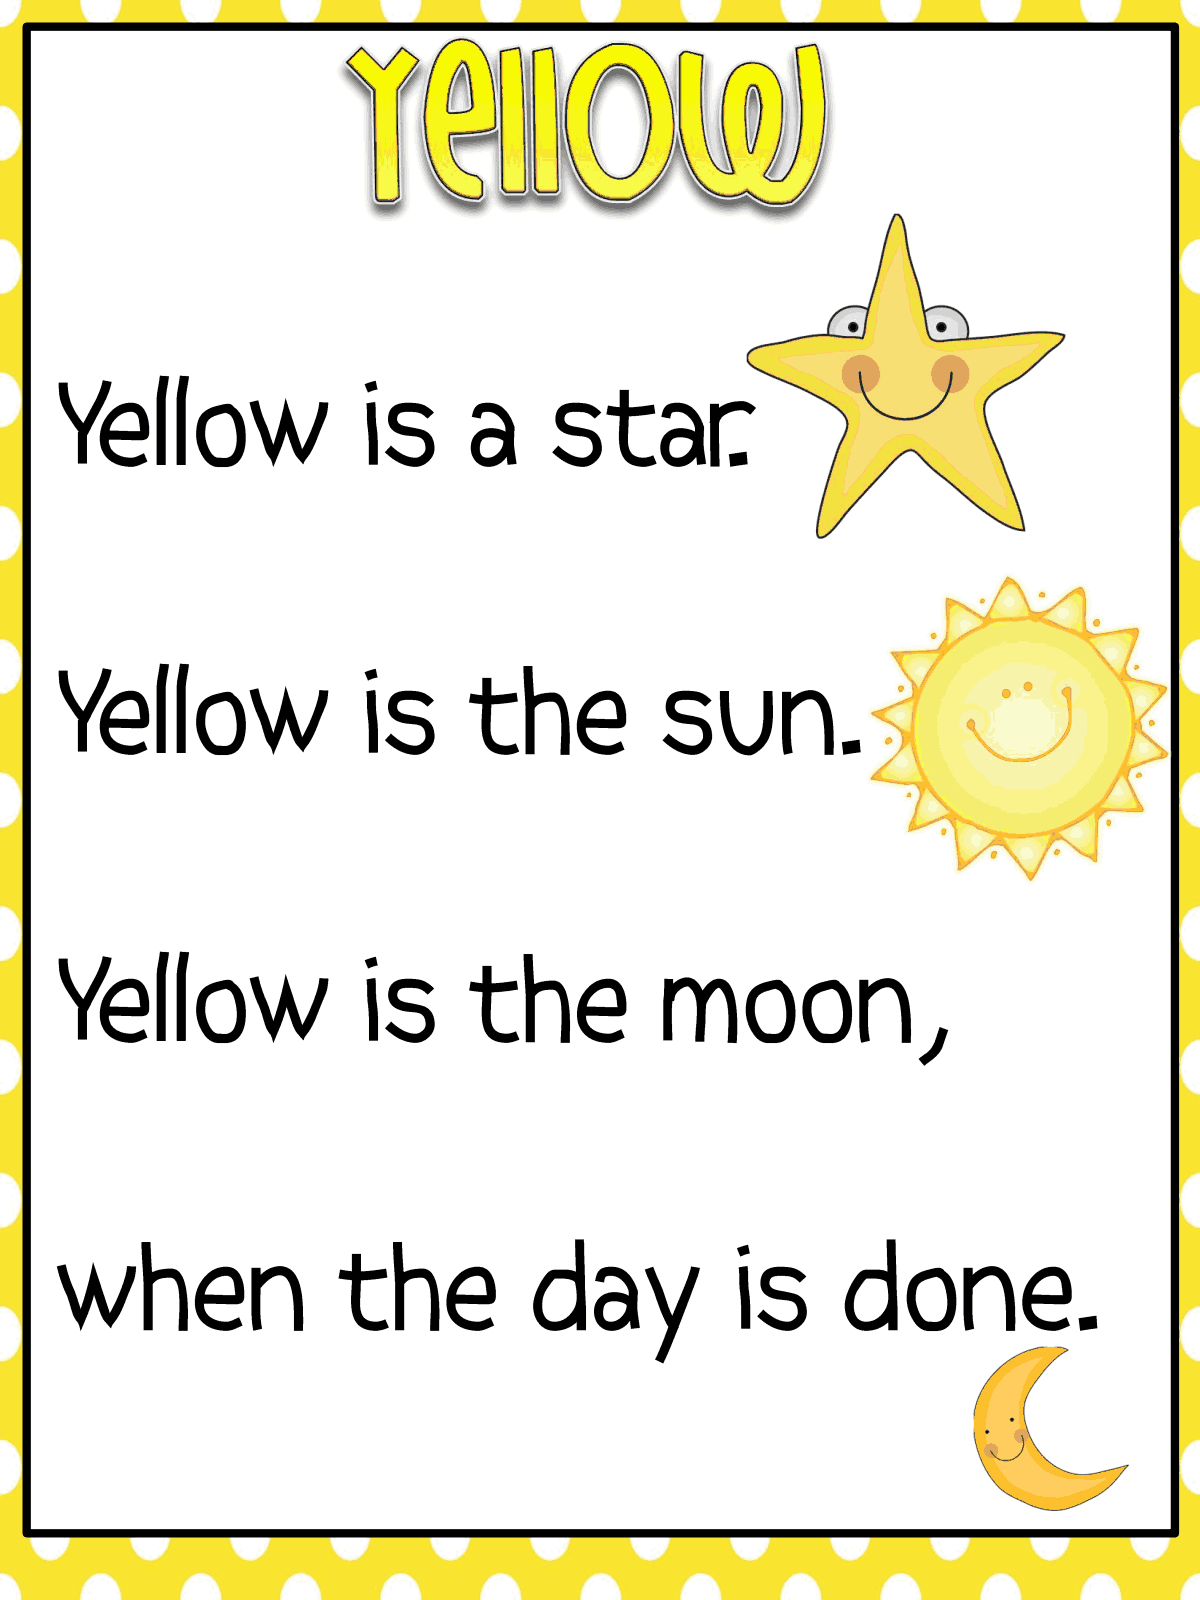 Yellow
Yellow is a star.
Yellow is the sun.
Yellow is the moon,
when the day is done.